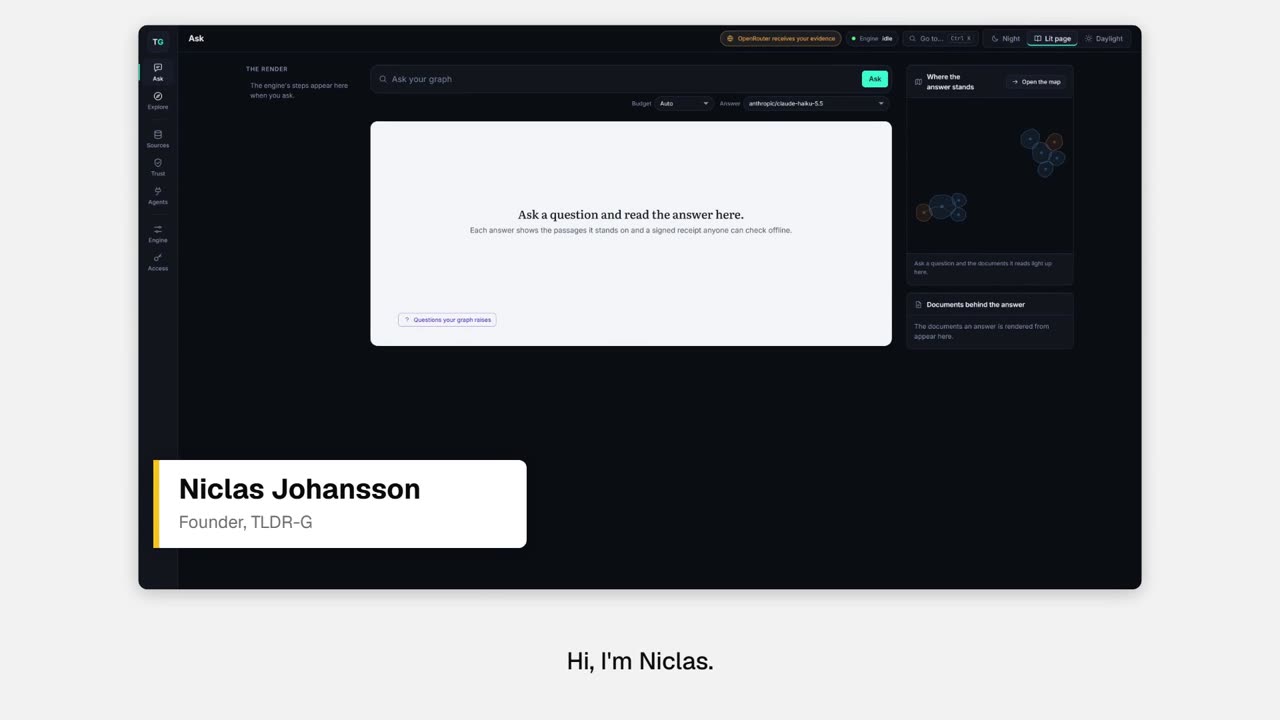 TG
Ask
OpenRouter receives your evidence
Engine Idle
Go to... Ctrl K
Night
Lit page
Daylight
Ask
Explore
Sources
Trust
Agents
Engine
Access
THE RENDER
The engine's steps appear here
when you ask.
Ask your graph
Ask
Budget Auto
Answer anthropic/claude-haiku-5.5
Ask a question and read the answer here.
Each answer shows the passages it stands on and a signed receipt anyone can check offline.
? Questions your graph raises
Where the
answer stands
→ Open the map
Ask a question and the documents it reads light up
here.
Documents behind the answer
The documents an answer is rendered from
appear here.
Niclas Johansson
Founder, TLDR-G
Hi, I'm Niclas.